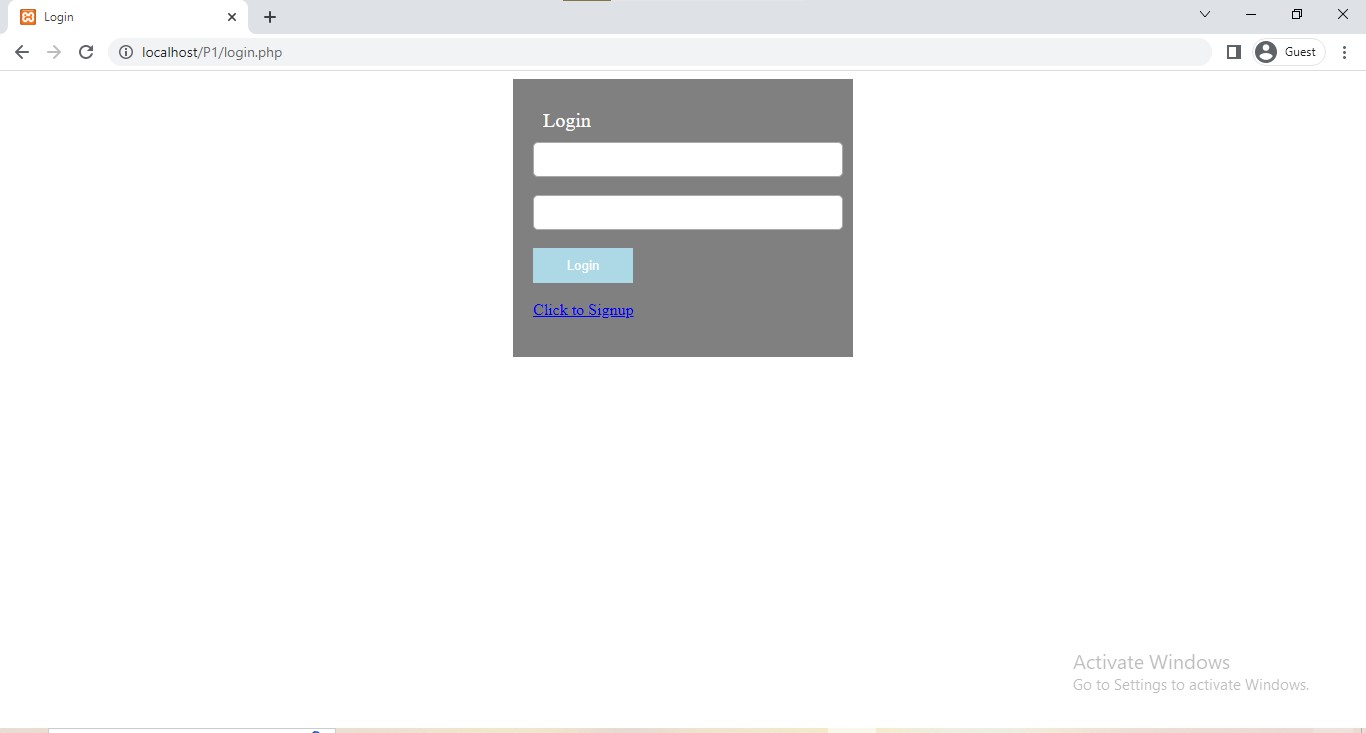 Login
localhost/P1/login.php
Guest
Login
Login
Click to Signup
Activate Windows
Go to Settings to activate Windows.